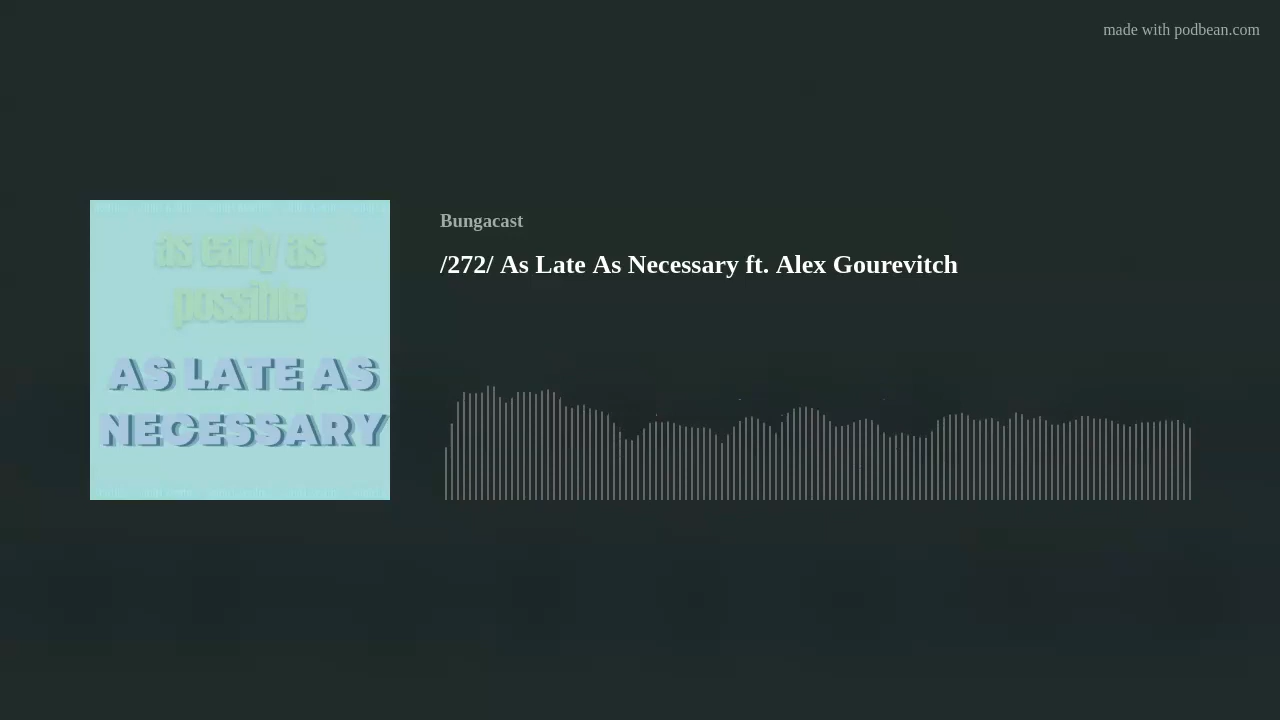 made with podbean.com
as early as
possible
AS LATE AS
NECESSARY
Bungacast
/272/ As Late As Necessary ft. Alex Gourevitch